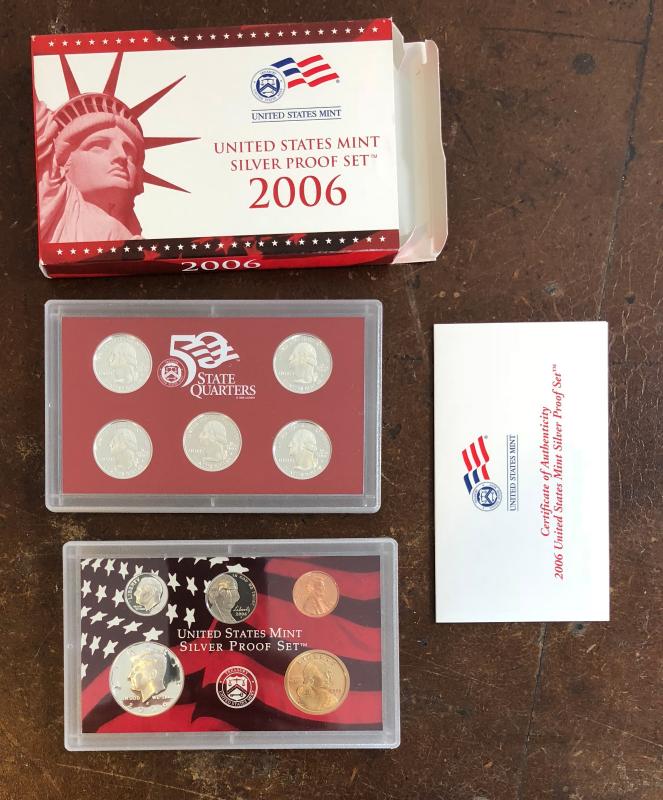 UNITED STATES MINT
UNITED STATES MINT
SILVER PROOF SET™
2006
2006
50
STATE
QUARTERS
UNITED STATES MINT
Certificate of Authenticity
2006 United States Mint Silver Proof Set™
LIBERTY
Liberty
2006
UNITED STATES MINT
SILVER PROOF SET™